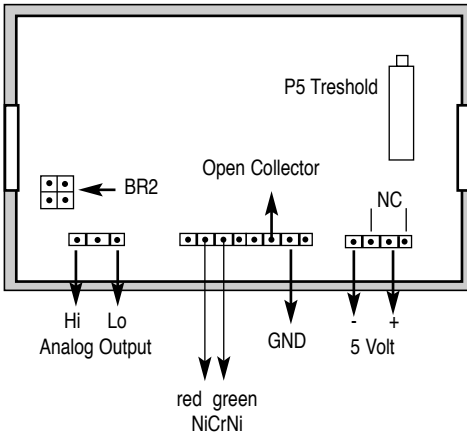 P5 Treshold
Open Collector
BR2
NC
Hi Lo
Analog Output
GND
- +
5 Volt
red green
NiCrNi